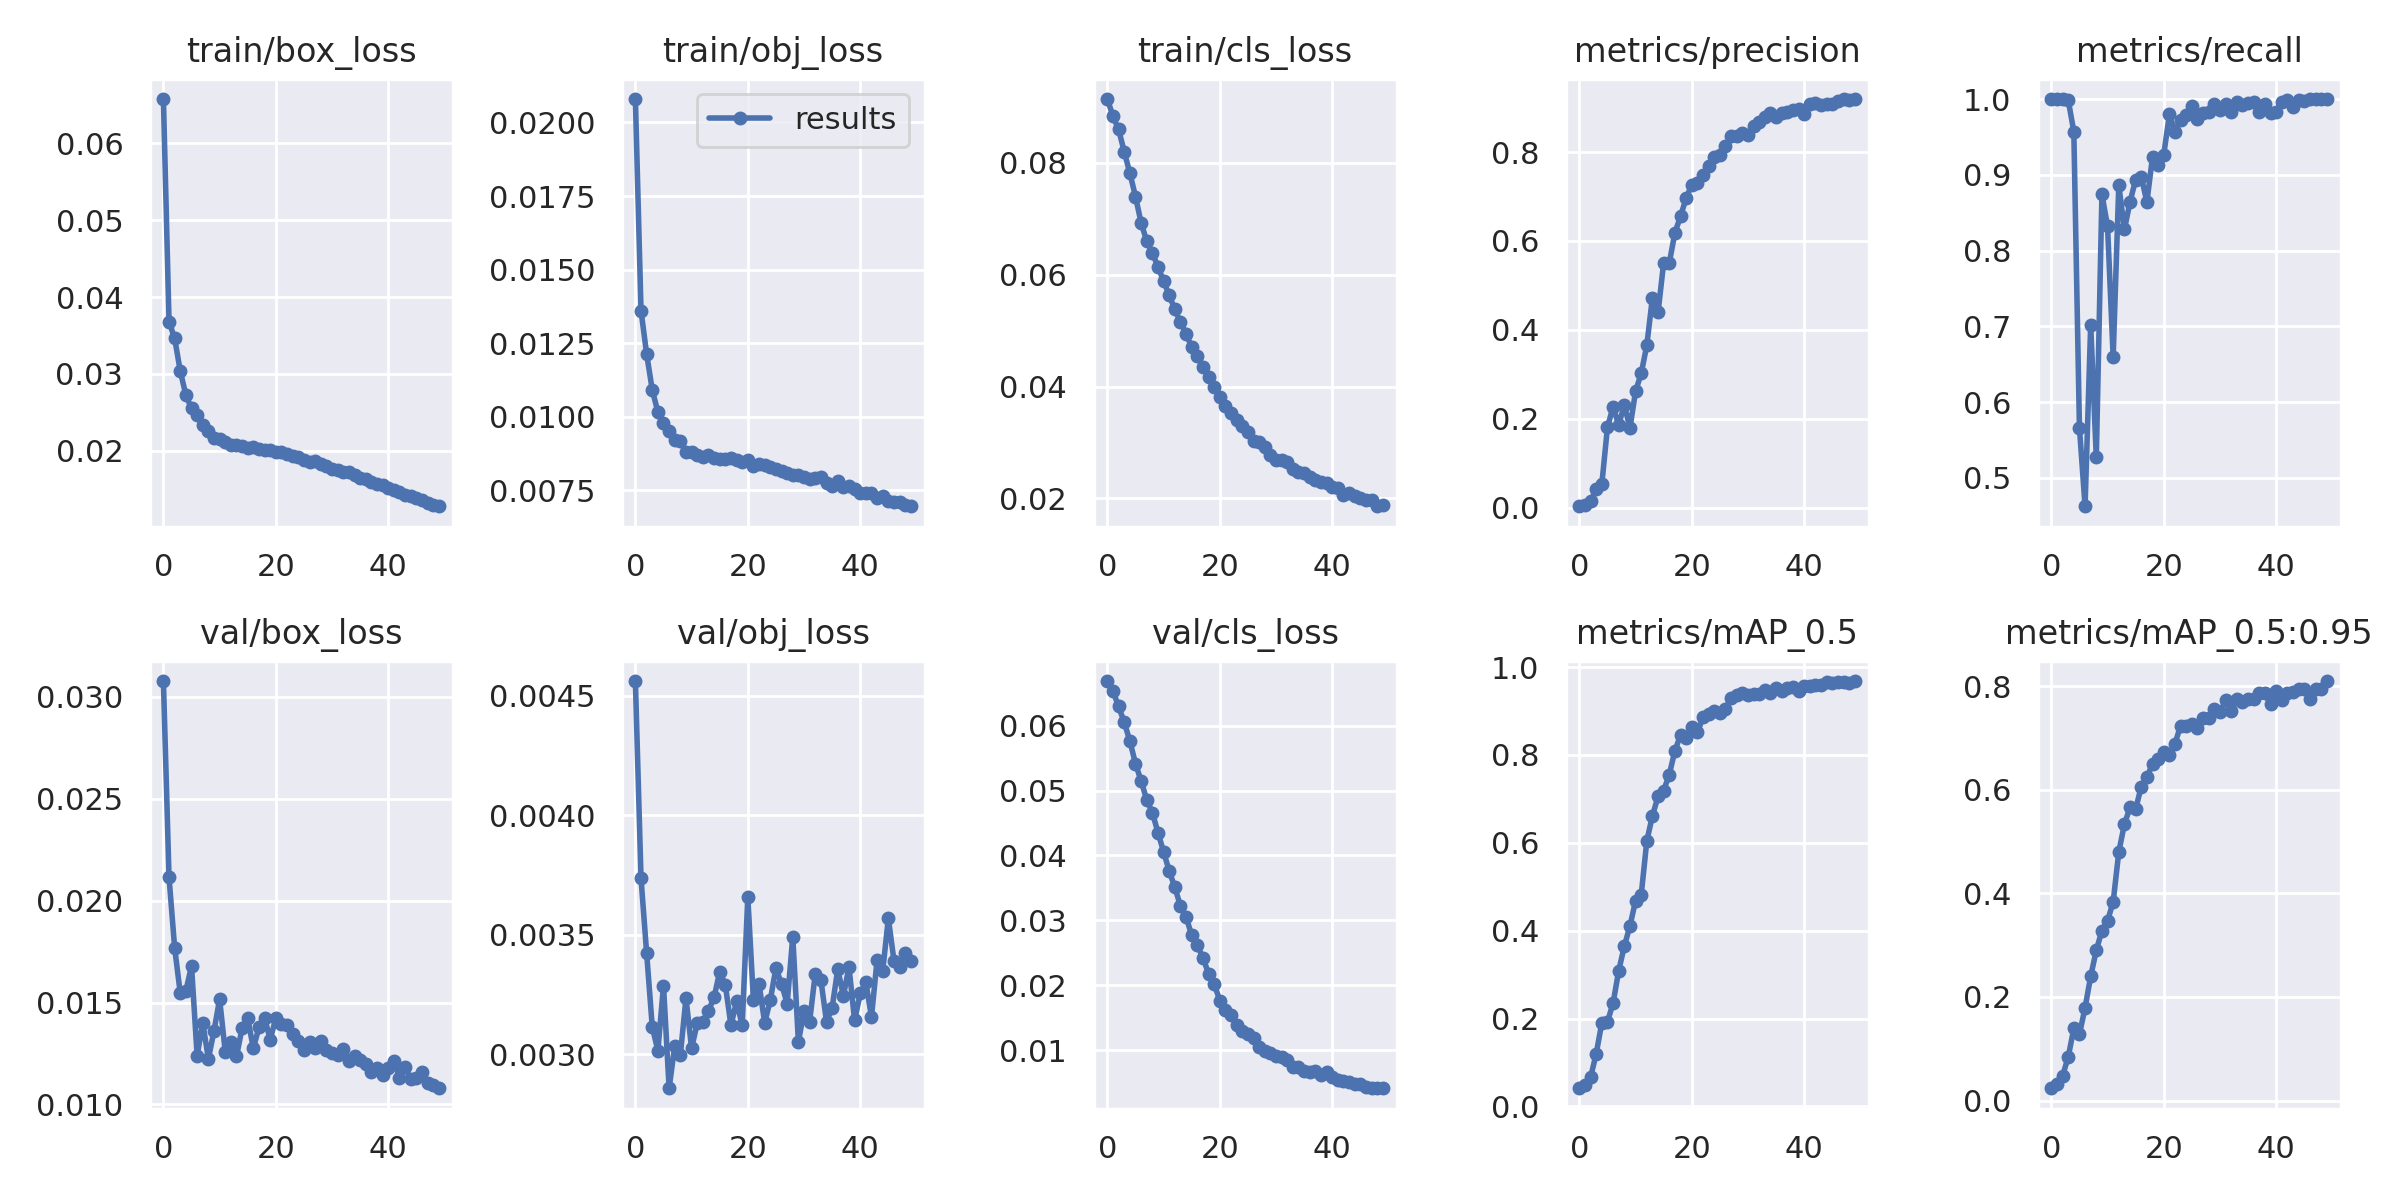 train/box_loss
0.06
0.05
0.04
0.03
0.02
0 20 40
train/obj_loss
results
0.0200
0.0175
0.0150
0.0125
0.0100
0.0075
0 20 40
train/cls_loss
0.08
0.06
0.04
0.02
0 20 40
metrics/precision
0.8
0.6
0.4
0.2
0.0
0 20 40
metrics/recall
1.0
0.9
0.8
0.7
0.6
0.5
0 20 40
val/box_loss
0.030
0.025
0.020
0.015
0.010
0 20 40
val/obj_loss
0.0045
0.0040
0.0035
0.0030
0 20 40
val/cls_loss
0.06
0.05
0.04
0.03
0.02
0.01
0 20 40
metrics/mAP_0.5
1.0
0.8
0.6
0.4
0.2
0.0
0 20 40
metrics/mAP_0.5:0.95
0.8
0.6
0.4
0.2
0.0
0 20 40